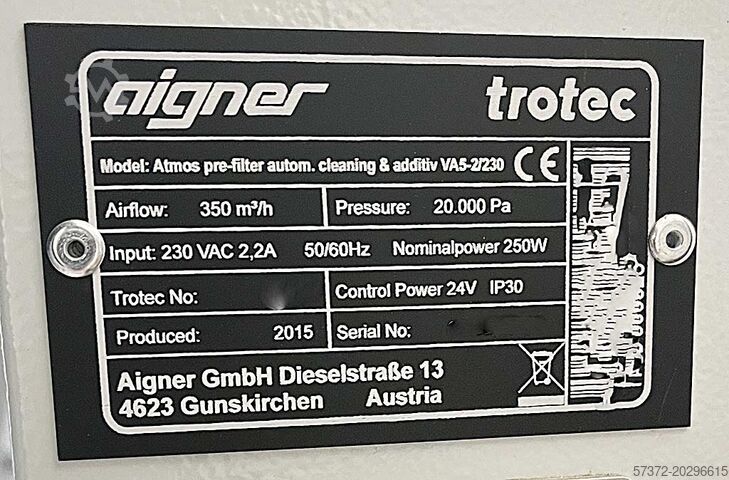 aigner trotec
Model: Atmos pre-filter autom. cleaning & additiv VA5-2/230 CE
Airflow: 350 m³/h Pressure: 20.000 Pa
Input: 230 VAC 2,2A 50/60Hz Nominalpower 250W
Trotec No: Control Power 24V IP30
Produced: 2015 Serial No:
Aigner GmbH Dieselstraße 13
4623 Gunskirchen Austria
57372-20296615